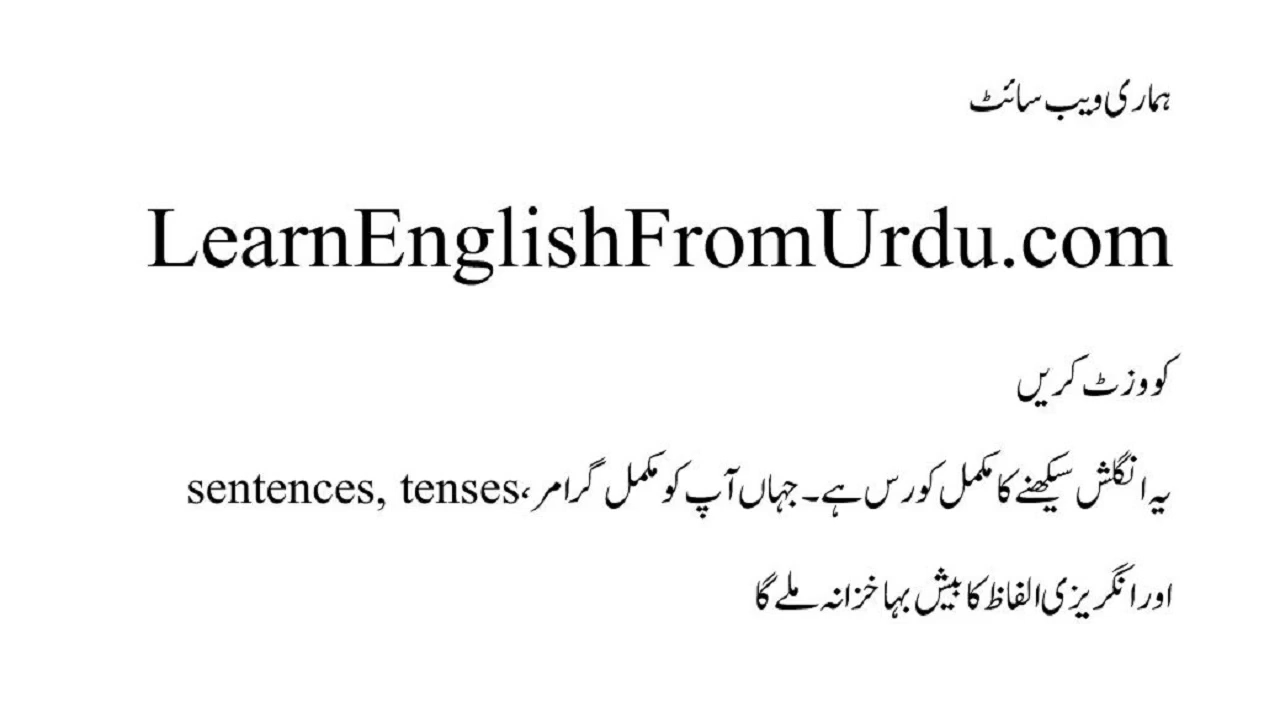 ہماری ویب سائٹ
LearnEnglishFromUrdu.com
کو وزٹ کریں
یہ انگلش سیکھنے کا مکمل کورس ہے۔ جہاں آپ کو مکمل گرامر، sentences, tenses
اور انگریزی الفاظ کا بیش بہا خزانہ ملے گا